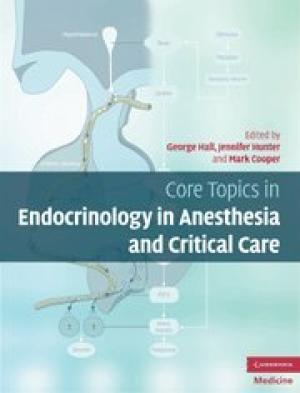 Hypothalamus
Edited by
George Hall, Jennifer Hunter
and Mark Cooper
Core Topics in
Endocrinology in Anesthesia
and Critical Care
CAMBRIDGE
Medicine